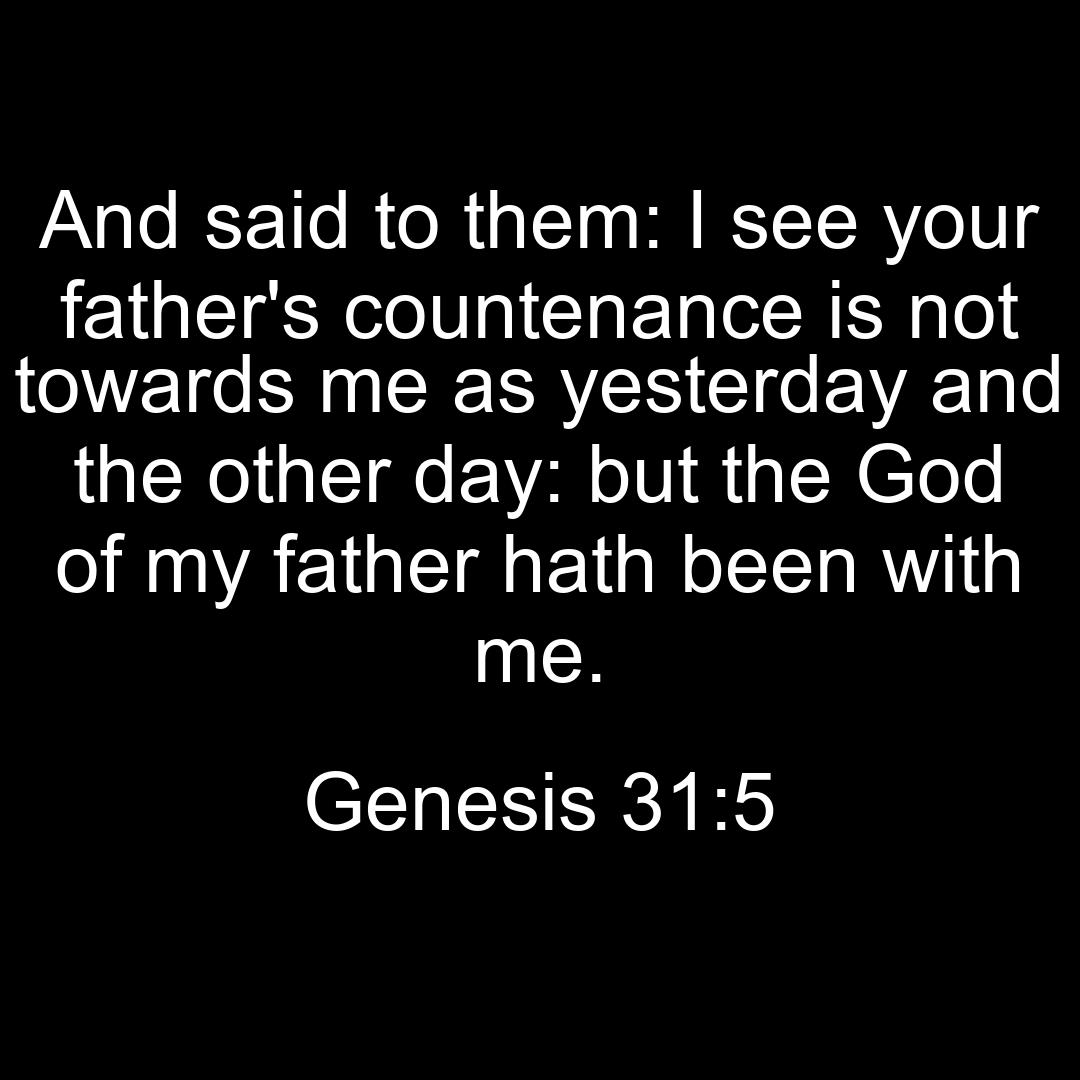 And said to them: I see your
father's countenance is not
towards me as yesterday and
the other day: but the God
of my father hath been with
me.
Genesis 31:5